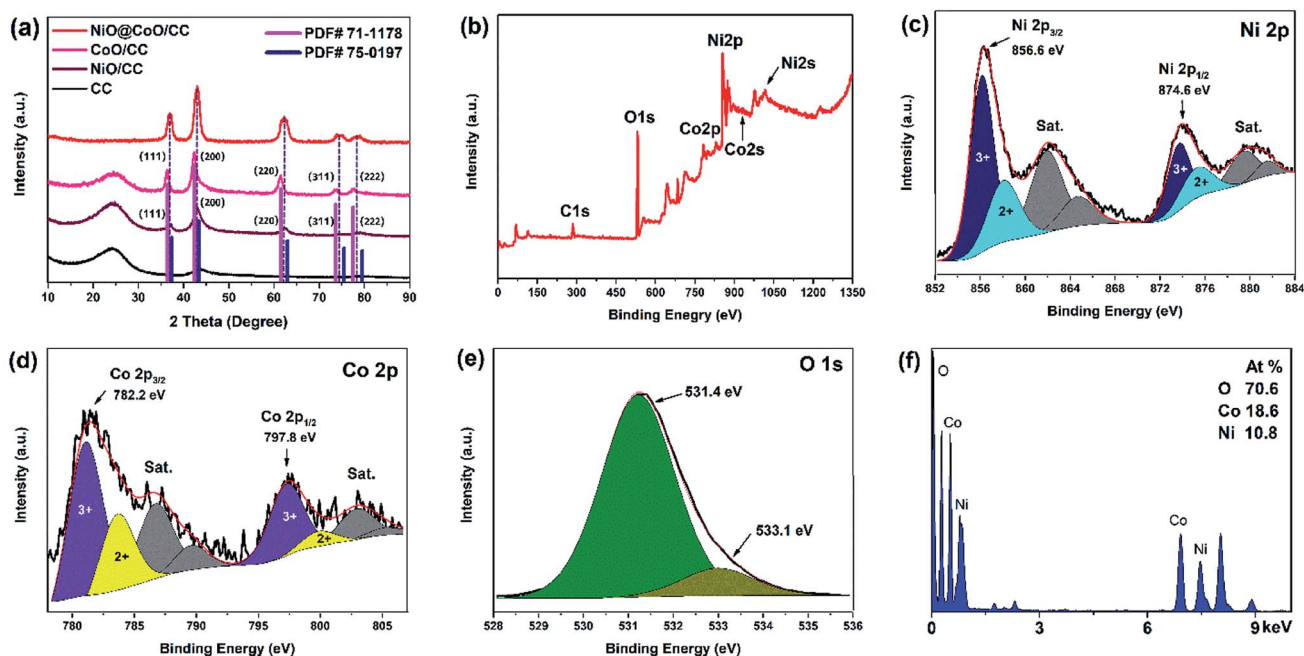 (a)
NiO@CoO/CC
CoO/CC
NiO/CC
CC
PDF# 71-1178
PDF# 75-0197
(111)
(200)
(220)
(311)
(222)
(111)
(200)
(220)
(311)
(222)
Intensity (a.u.)
10 20 30 40 50 60 70 80 90
2 Theta (Degree)
(b)
Ni2p
Ni2s
O1s
Co2p
Co2s
C1s
Intensity (a.u.)
0 150 300 450 600 750 900 1050 1200 1350
Binding Enegry (eV)
(c)
Ni 2p
Ni 2p3/2
856.6 eV
Ni 2p1/2
874.6 eV
Sat.
Sat.
3+
2+
3+
2+
Intensity (a.u.)
852 856 860 864 868 872 876 880 884
Binding Energy (eV)
(d)
Co 2p
Co 2p3/2
782.2 eV
Co 2p1/2
797.8 eV
Sat.
Sat.
3+
2+
3+
2+
Intensity (a.u.)
780 785 790 795 800 805
Binding Energy (eV)
(e)
O 1s
531.4 eV
533.1 eV
Intensity (a.u.)
528 529 530 531 532 533 534 535 536
Binding Energy (eV)
(f)
At %
O 70.6
Co 18.6
Ni 10.8
O
Co
Ni
Co
Ni
Intensity (a.u.)
0 3 6 9 keV